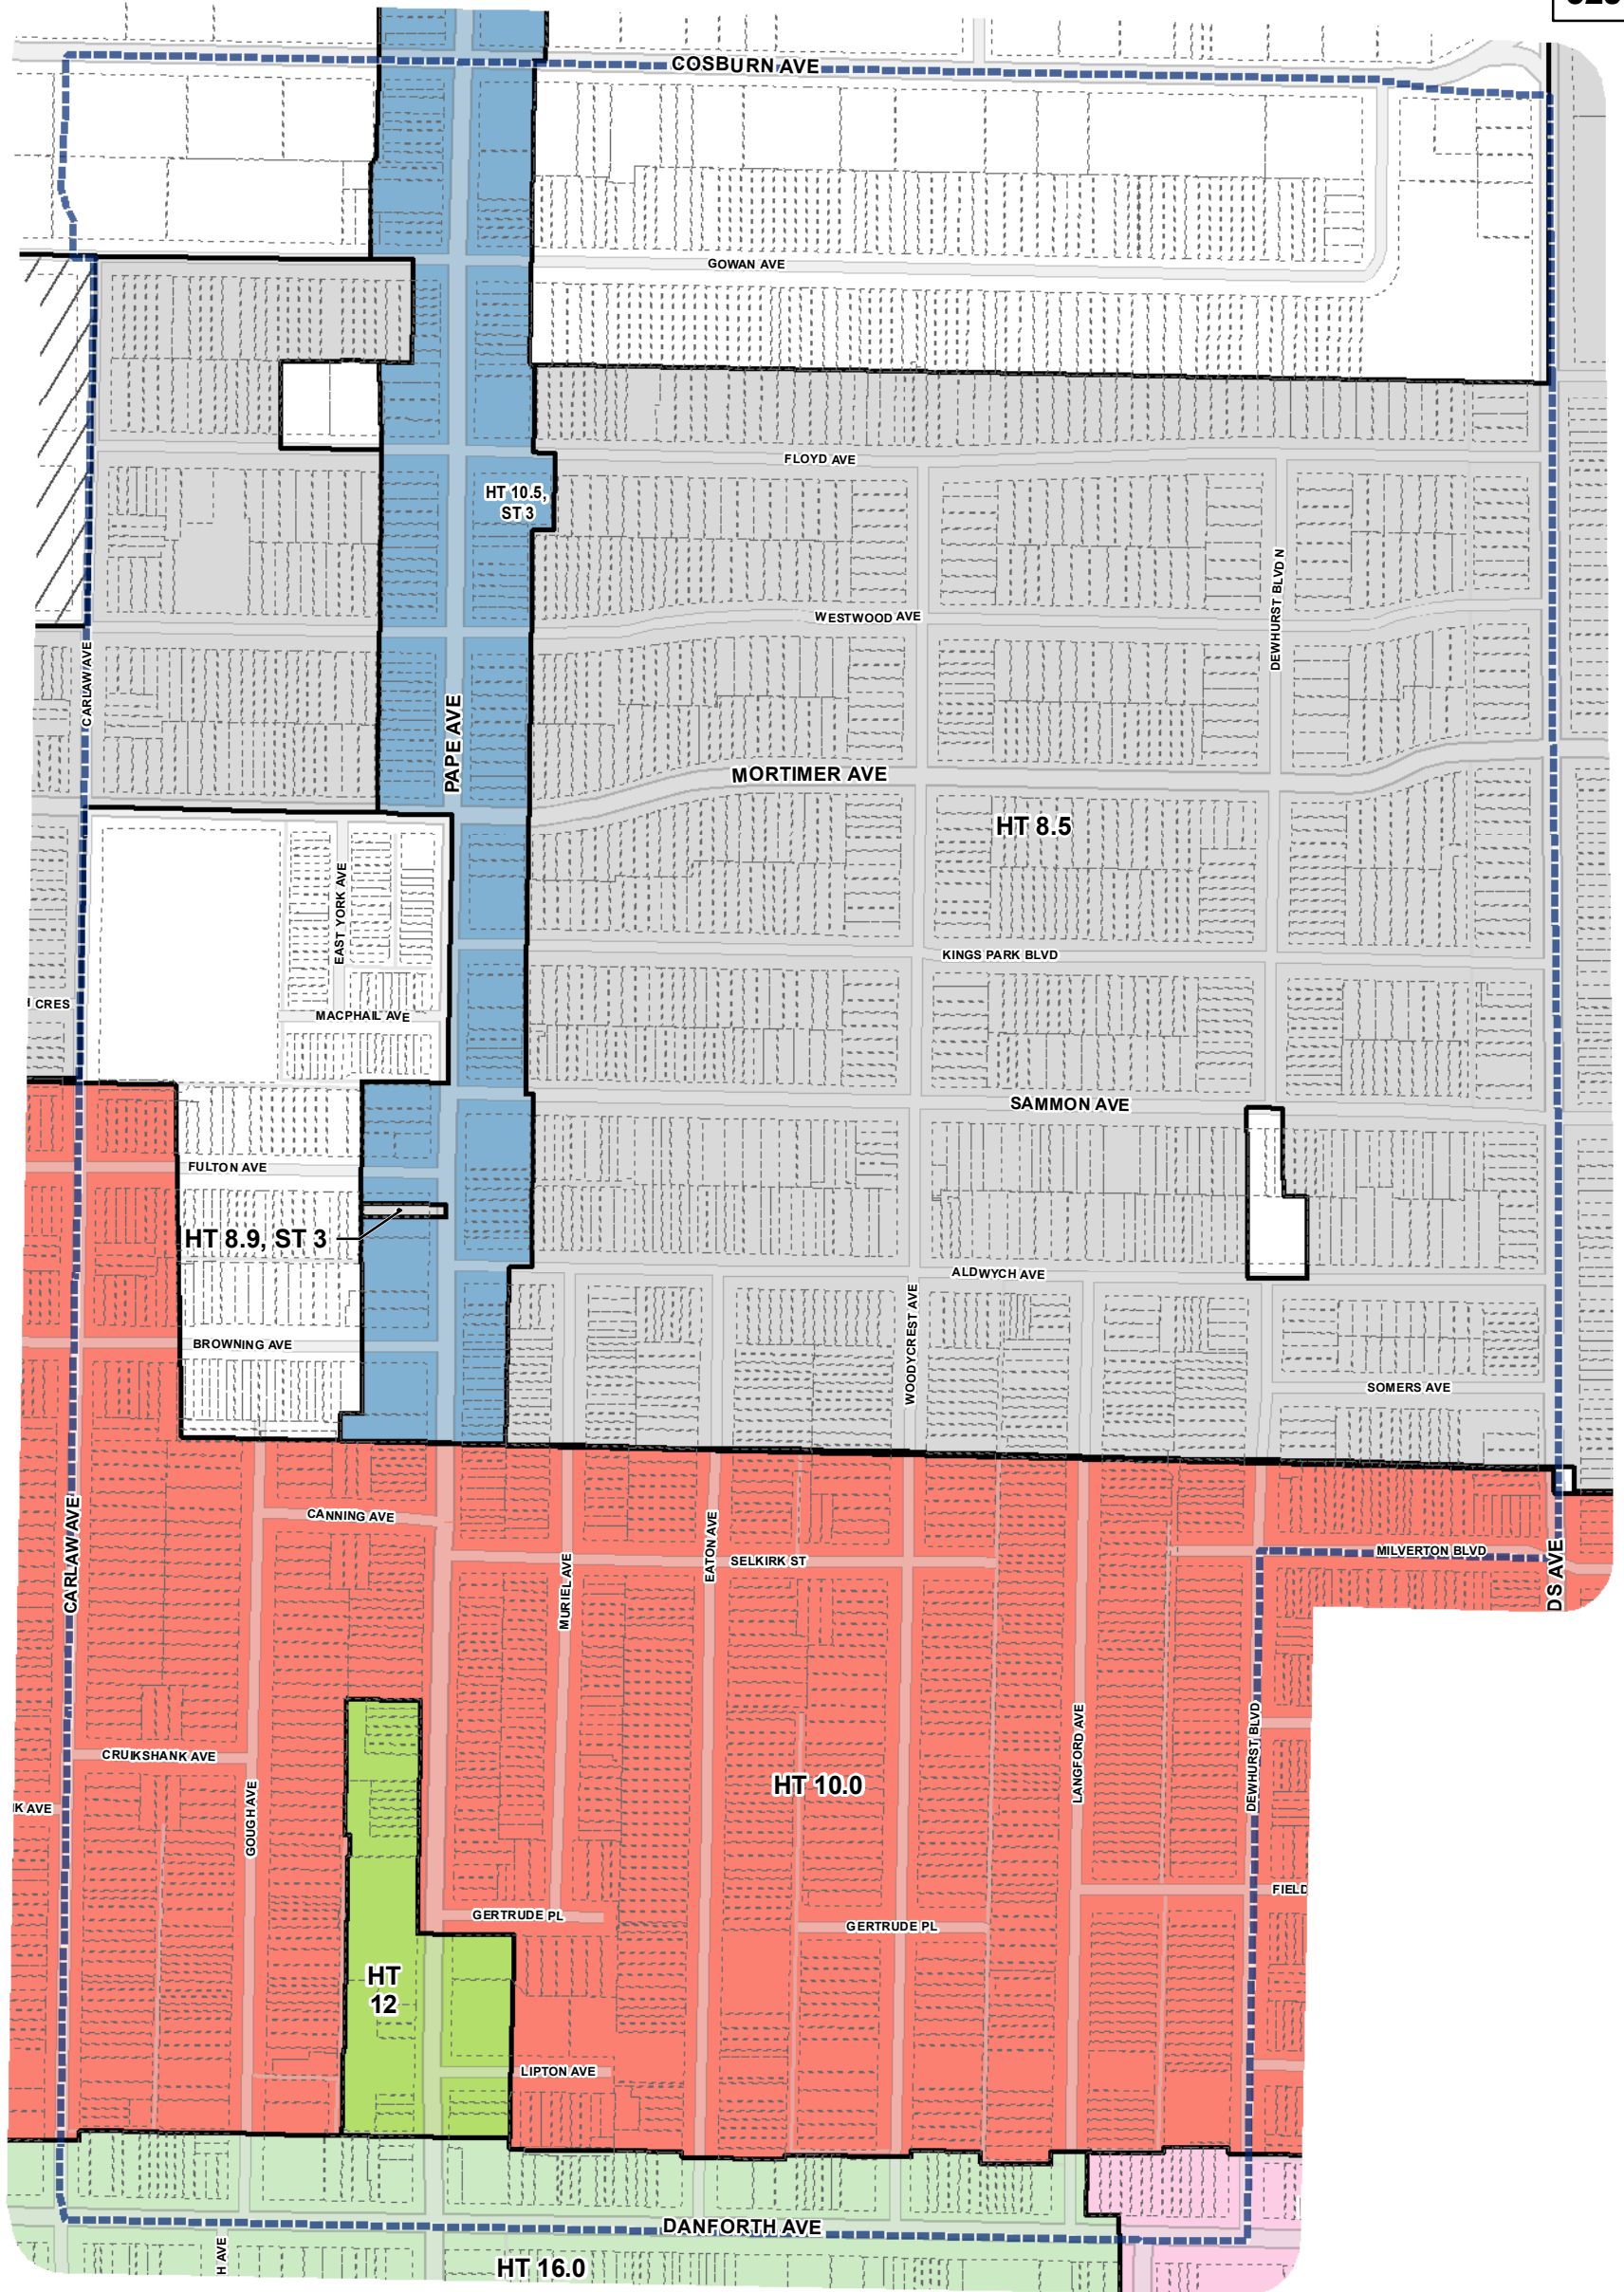 COSBURN AVE
GOWAN AVE
FLOYD AVE
HT 10.5,
ST 3
DEWHURST BLVD N
WESTWOOD AVE
CARLAW AVE
PAPE AVE
MORTIMER AVE
HT 8.5
EAST YORK AVE
KINGS PARK BLVD
CRES
MACPHAIL AVE
SAMMON AVE
FULTON AVE
HT 8.9, ST 3
ALDWYCH AVE
WOODYCREST AVE
BROWNING AVE
SOMERS AVE
CARLAW AVE
CANNING AVE
EATON AVE
SELKIRK ST
MILVERTON BLVD
MURIEL AVE
DS AVE
CRUIKSHANK AVE
LANGFORD AVE
DEWHURST BLVD
HT 10.0
K AVE
GOUGH AVE
FIELD
GERTRUDE PL
GERTRUDE PL
HT
12
LIPTON AVE
DANFORTH AVE
H AVE
HT 16.0